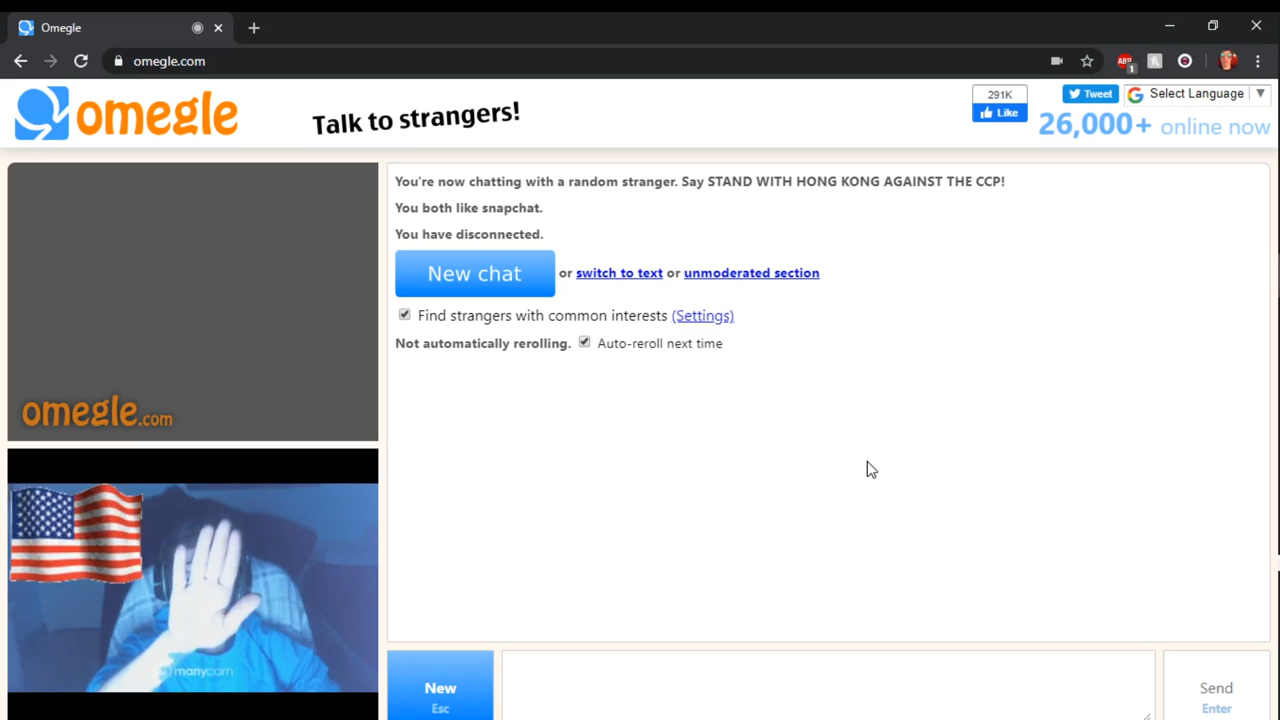 Omegle
omegle.com
ABP
1
omegle
Talk to strangers!
291K
Like
Tweet
G Select Language ▼
26,000+ online now
You're now chatting with a random stranger. Say STAND WITH HONG KONG AGAINST THE CCP!
You both like snapchat.
You have disconnected.
New chat or switch to text or unmoderated section
Find strangers with common interests (Settings)
Not automatically rerolling. Auto-reroll next time
omegle.com
manycam
New
Esc
Send
Enter